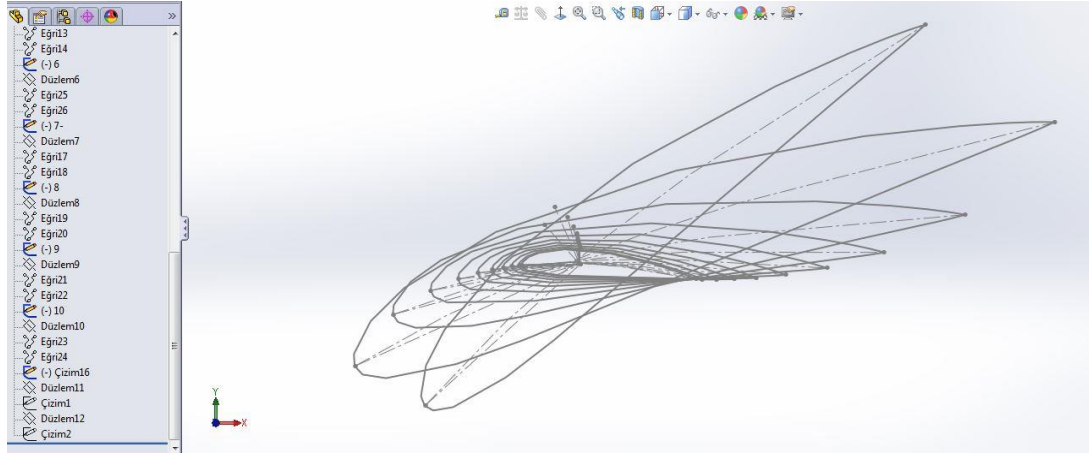 »
Eğri13
Eğri14
(-) 6
Düzlem6
Eğri25
Eğri26
(-) 7-
Düzlem7
Eğri17
Eğri18
(-) 8
Düzlem8
Eğri19
Eğri20
(-) 9
Düzlem9
Eğri21
Eğri22
(-) 10
Düzlem10
Eğri23
Eğri24
(-) Çizim16
Düzlem11
Çizim1
Düzlem12
Çizim2
Y
X